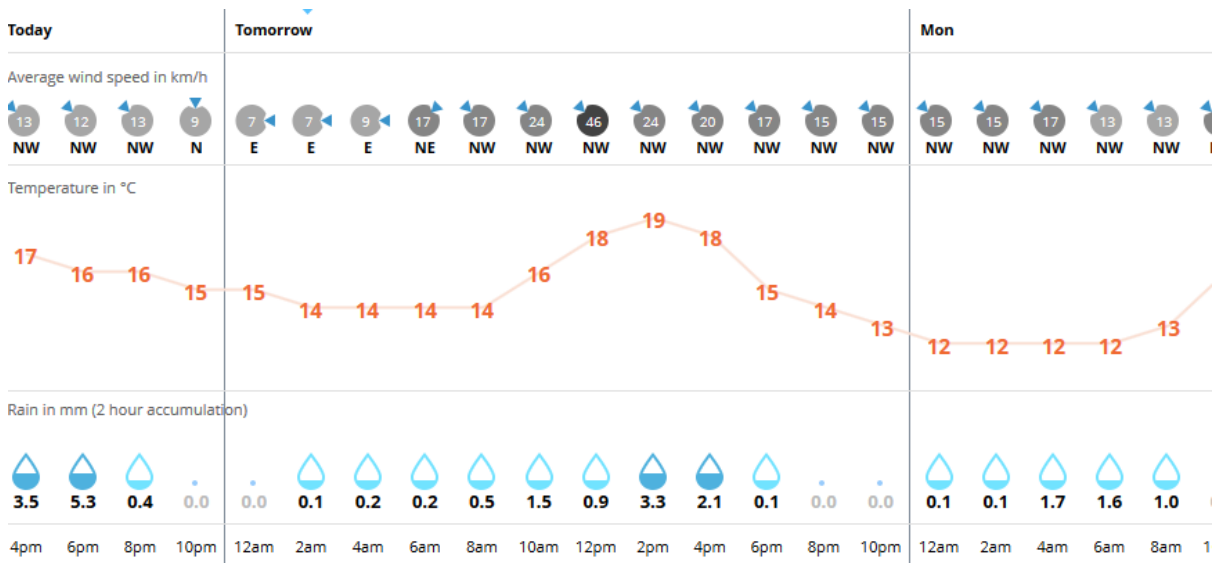 Today Tomorrow Mon
Average wind speed in km/h
13 12 13 9 7 7 9 17 17 24 46 24 20 17 15 15 15 15 17 13 13
NW NW NW N E E E NE NW NW NW NW NW NW NW NW NW NW NW NW NW
Temperature in °C
17 16 16 15 15 14 14 14 14 16 18 19 18 15 14 13 12 12 12 12 13
Rain in mm (2 hour accumulation)
3.5 5.3 0.4 0.0 0.0 0.1 0.2 0.2 0.5 1.5 0.9 3.3 2.1 0.1 0.0 0.0 0.1 0.1 1.7 1.6 1.0
4pm 6pm 8pm 10pm 12am 2am 4am 6am 8am 10am 12pm 2pm 4pm 6pm 8pm 10pm 12am 2am 4am 6am 8am